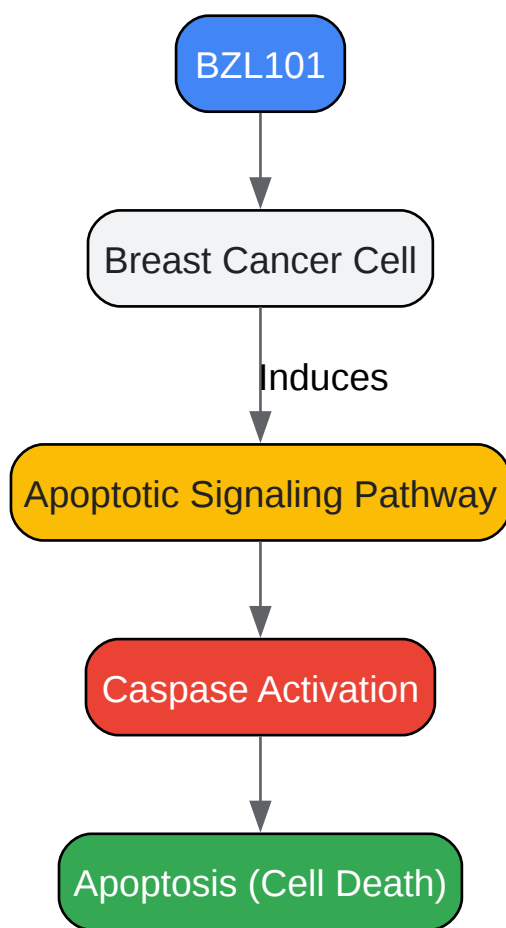 BZL101
Breast Cancer Cell
Induces
Apoptotic Signaling Pathway
Caspase Activation
Apoptosis (Cell Death)